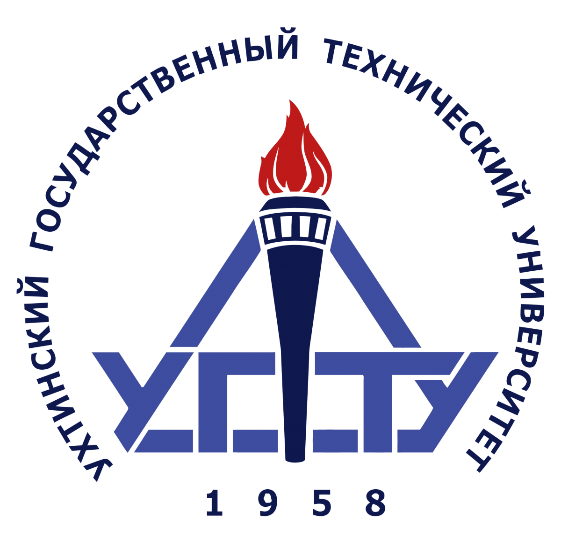 УХТИНСКИЙ ГОСУДАРСТВЕННЫЙ ТЕХНИЧЕСКИЙ УНИВЕРСИТЕТ
УГТУ
1958